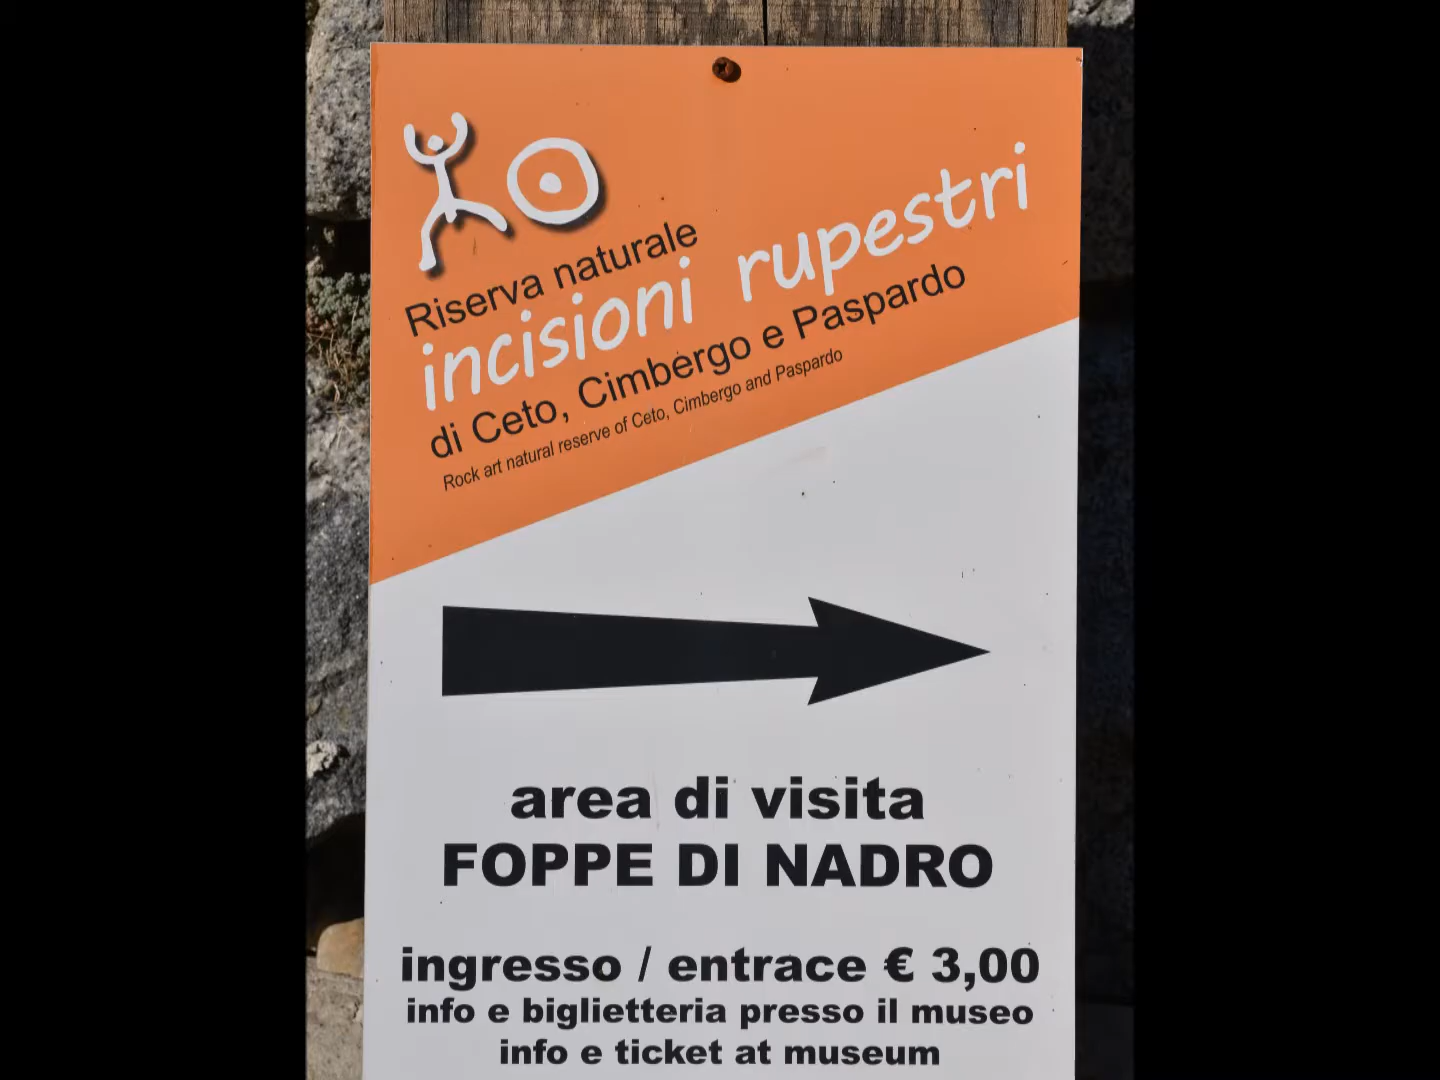 Riserva naturale
incisioni rupestri
di Ceto, Cimbergo e Paspardo
Rock art natural reserve of Ceto, Cimbergo and Paspardo
area di visita
FOPPE DI NADRO
ingresso / entrace € 3,00
info e biglietteria presso il museo
info e ticket at museum